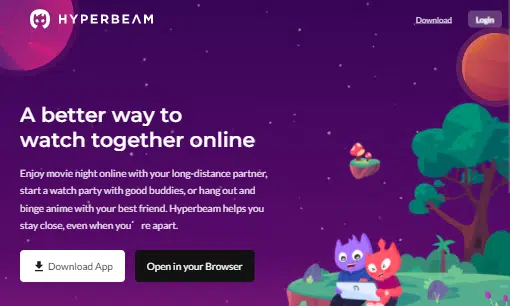 HYPERBEAM
Download
Login
A better way to
watch together online
Enjoy movie night online with your long-distance partner,
start a watch party with good buddies, or hang out and
binge anime with your best friend. Hyperbeam helps you
stay close, even when you' re apart.
Download App
Open in your Browser